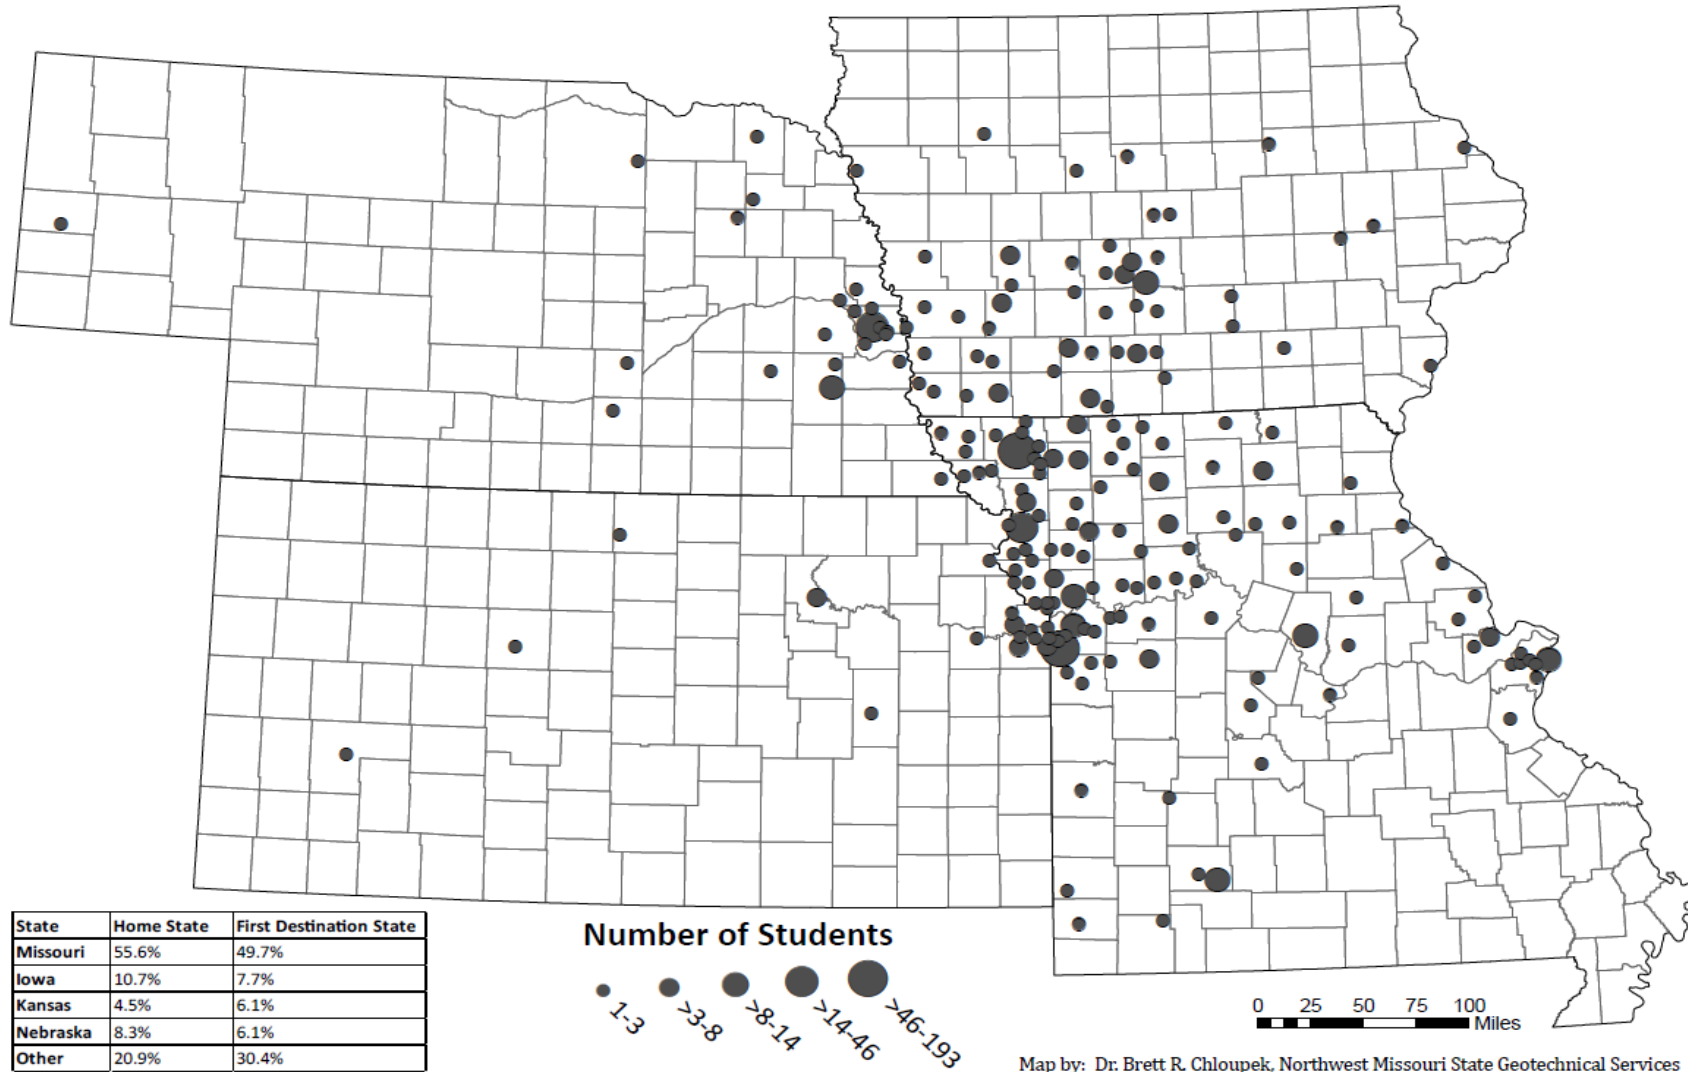 State Home State First Destination State
Missouri 55.6% 49.7%
Iowa 10.7% 7.7%
Kansas 4.5% 6.1%
Nebraska 8.3% 6.1%
Other 20.9% 30.4%
Number of Students
1-3 >3-8 >8-14 >14-46 >46-193
0 25 50 75 100
Miles
Map by: Dr. Brett R. Chloupek, Northwest Missouri State Geotechnical Services